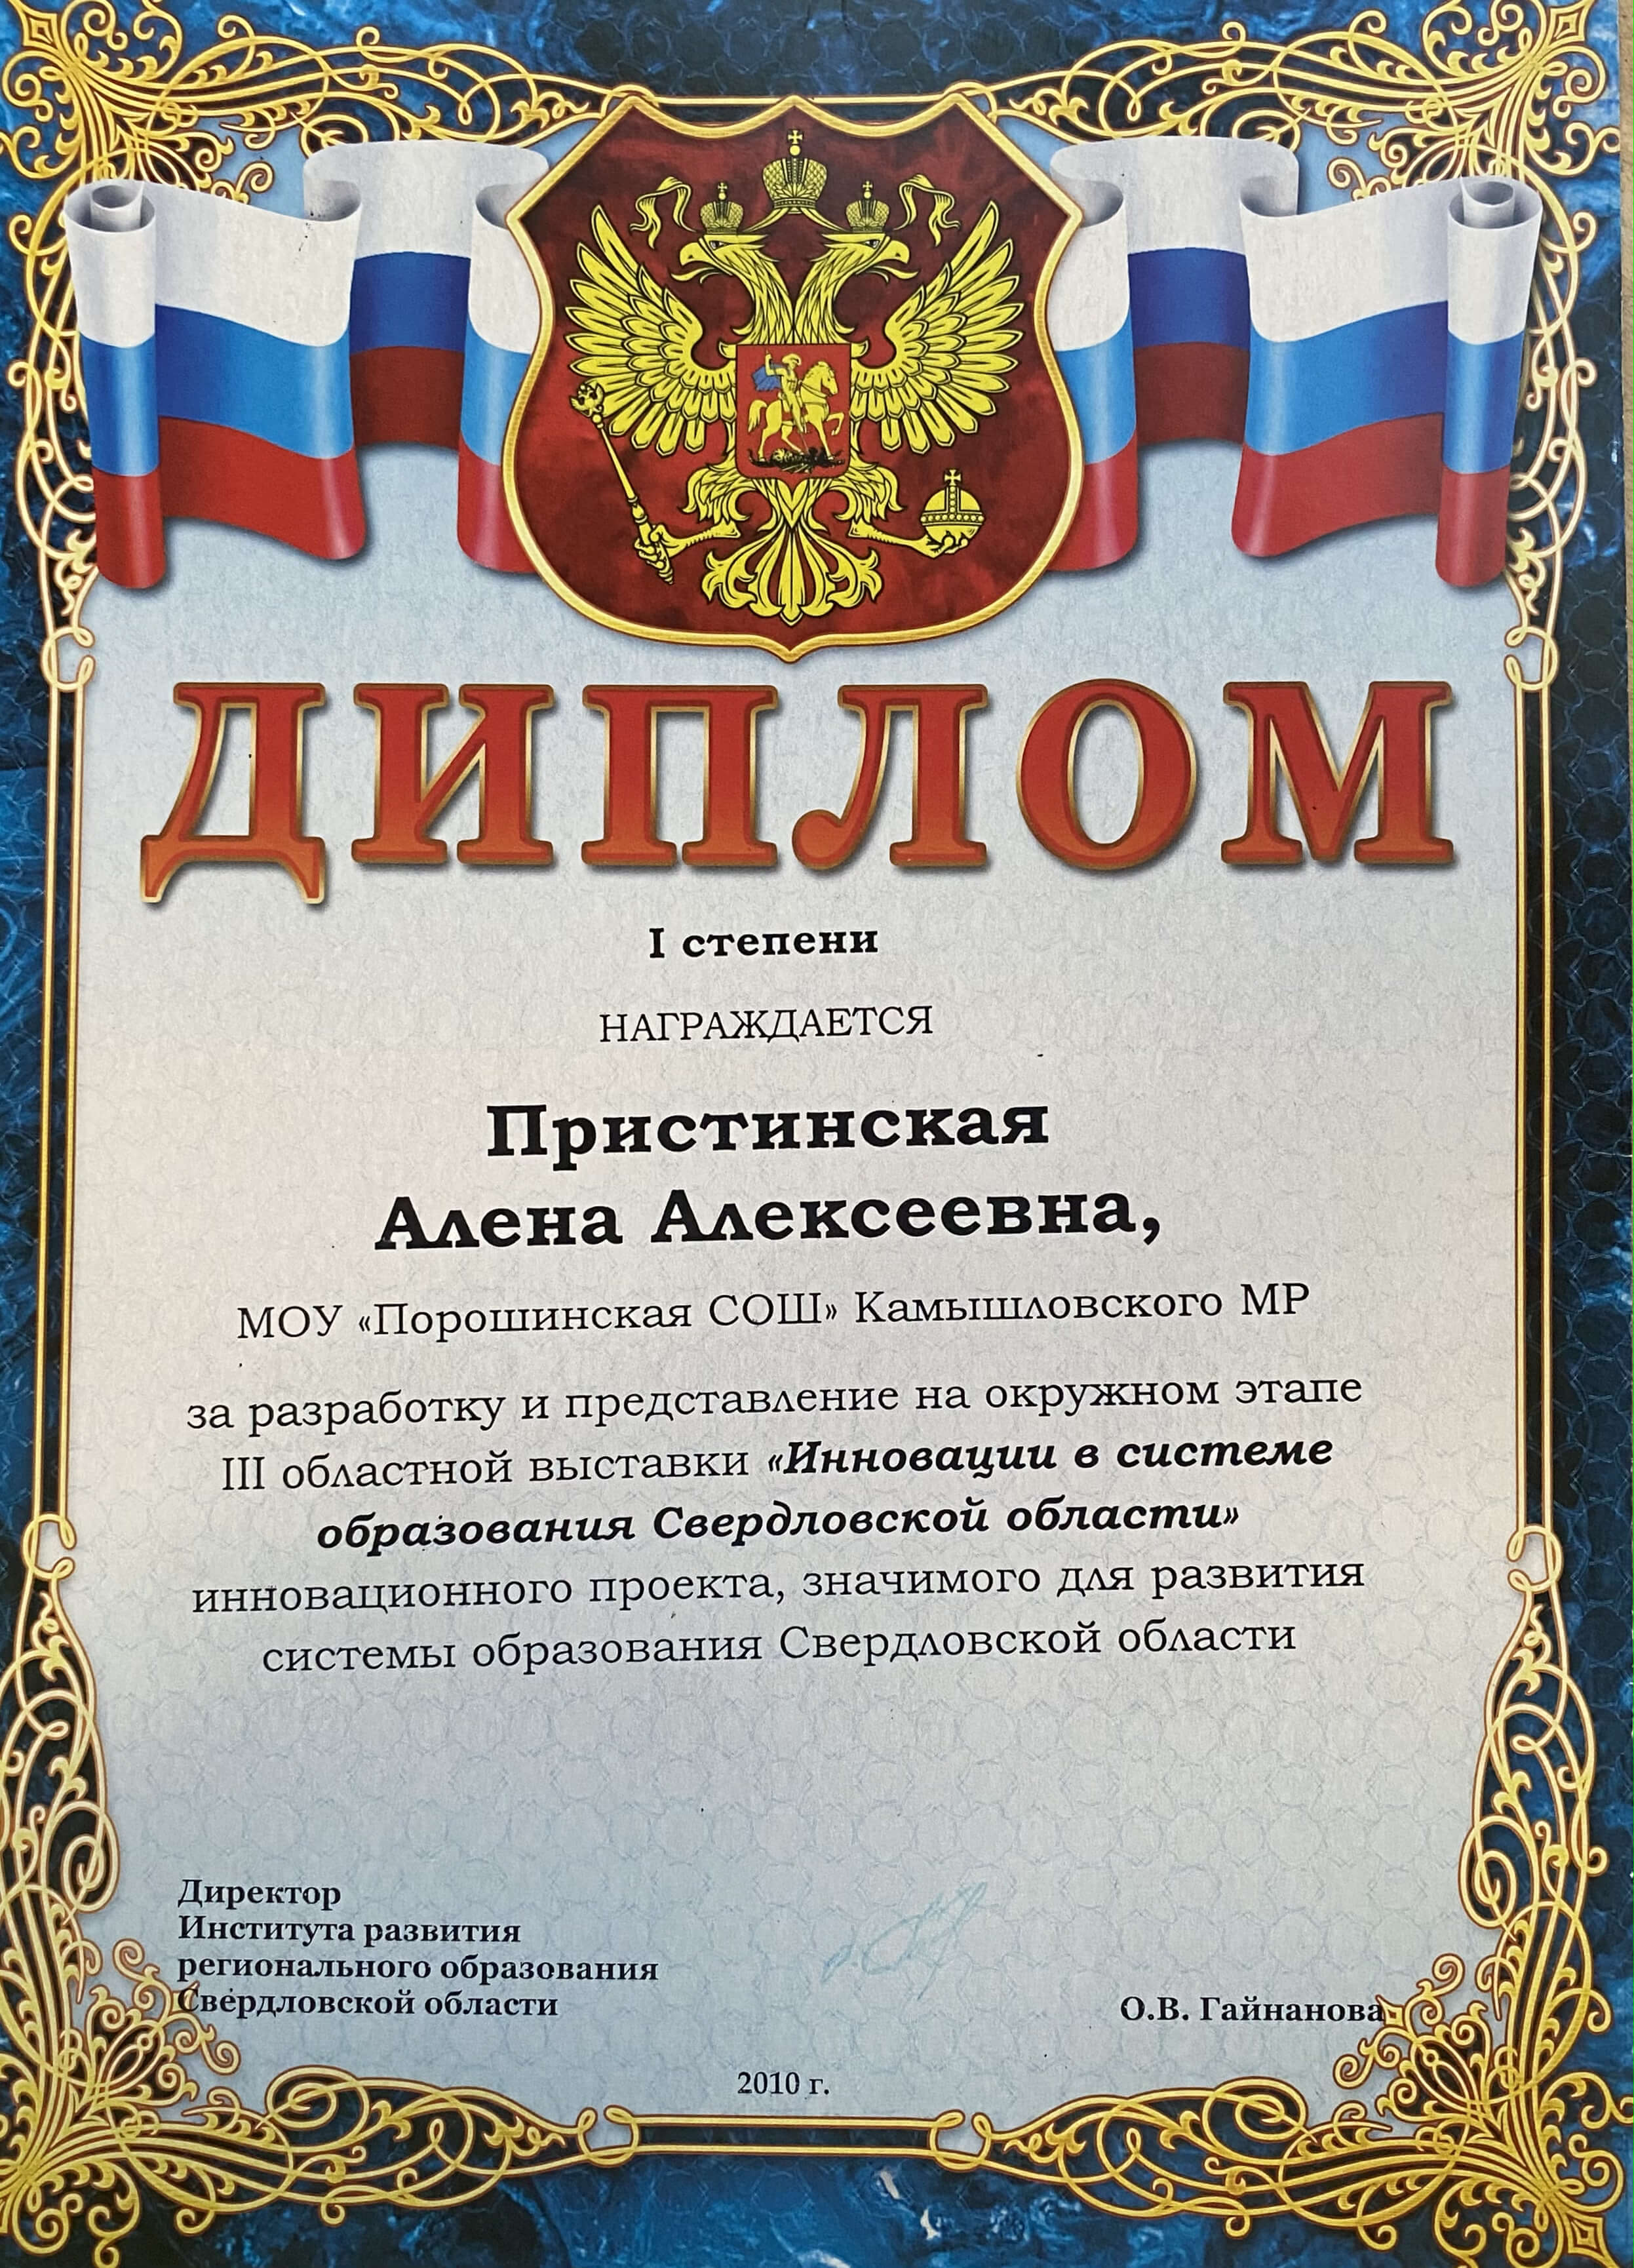 ДИПЛОМ
I степени
НАГРАЖДАЕТСЯ
Пристинская
Алена Алексеевна,
МОУ «Порошинская СОШ» Камышловского МР
за разработку и представление на окружном этапе
III областной выставки «Инновации в системе
образования Свердловской области»
инновационного проекта, значимого для развития
системы образования Свердловской области
Директор
Института развития
регионального образования
Свердловской области
О.В. Гайнанова
2010 г.